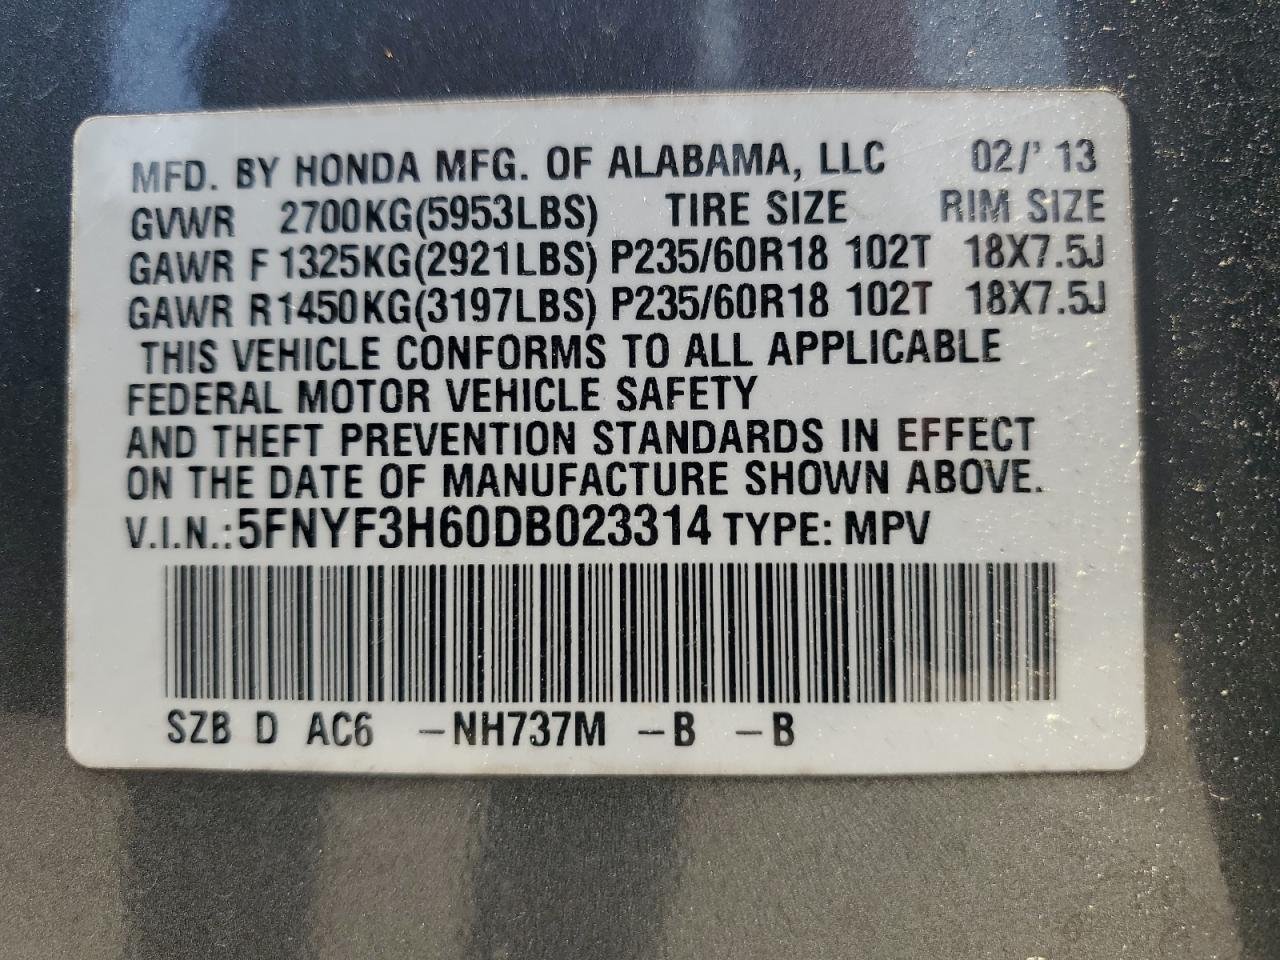 MFD. BY HONDA MFG. OF ALABAMA, LLC 02/' 13
GVWR 2700KG(5953LBS) TIRE SIZE RIM SIZE
GAWR F 1325KG(2921LBS) P235/60R18 102T 18X7.5J
GAWR R1450KG(3197LBS) P235/60R18 102T 18X7.5J
THIS VEHICLE CONFORMS TO ALL APPLICABLE
FEDERAL MOTOR VEHICLE SAFETY
AND THEFT PREVENTION STANDARDS IN EFFECT
ON THE DATE OF MANUFACTURE SHOWN ABOVE.
V.I.N.: 5FNYF3H60DB023314 TYPE: MPV
SZB D AC6 -NH737M -B -B